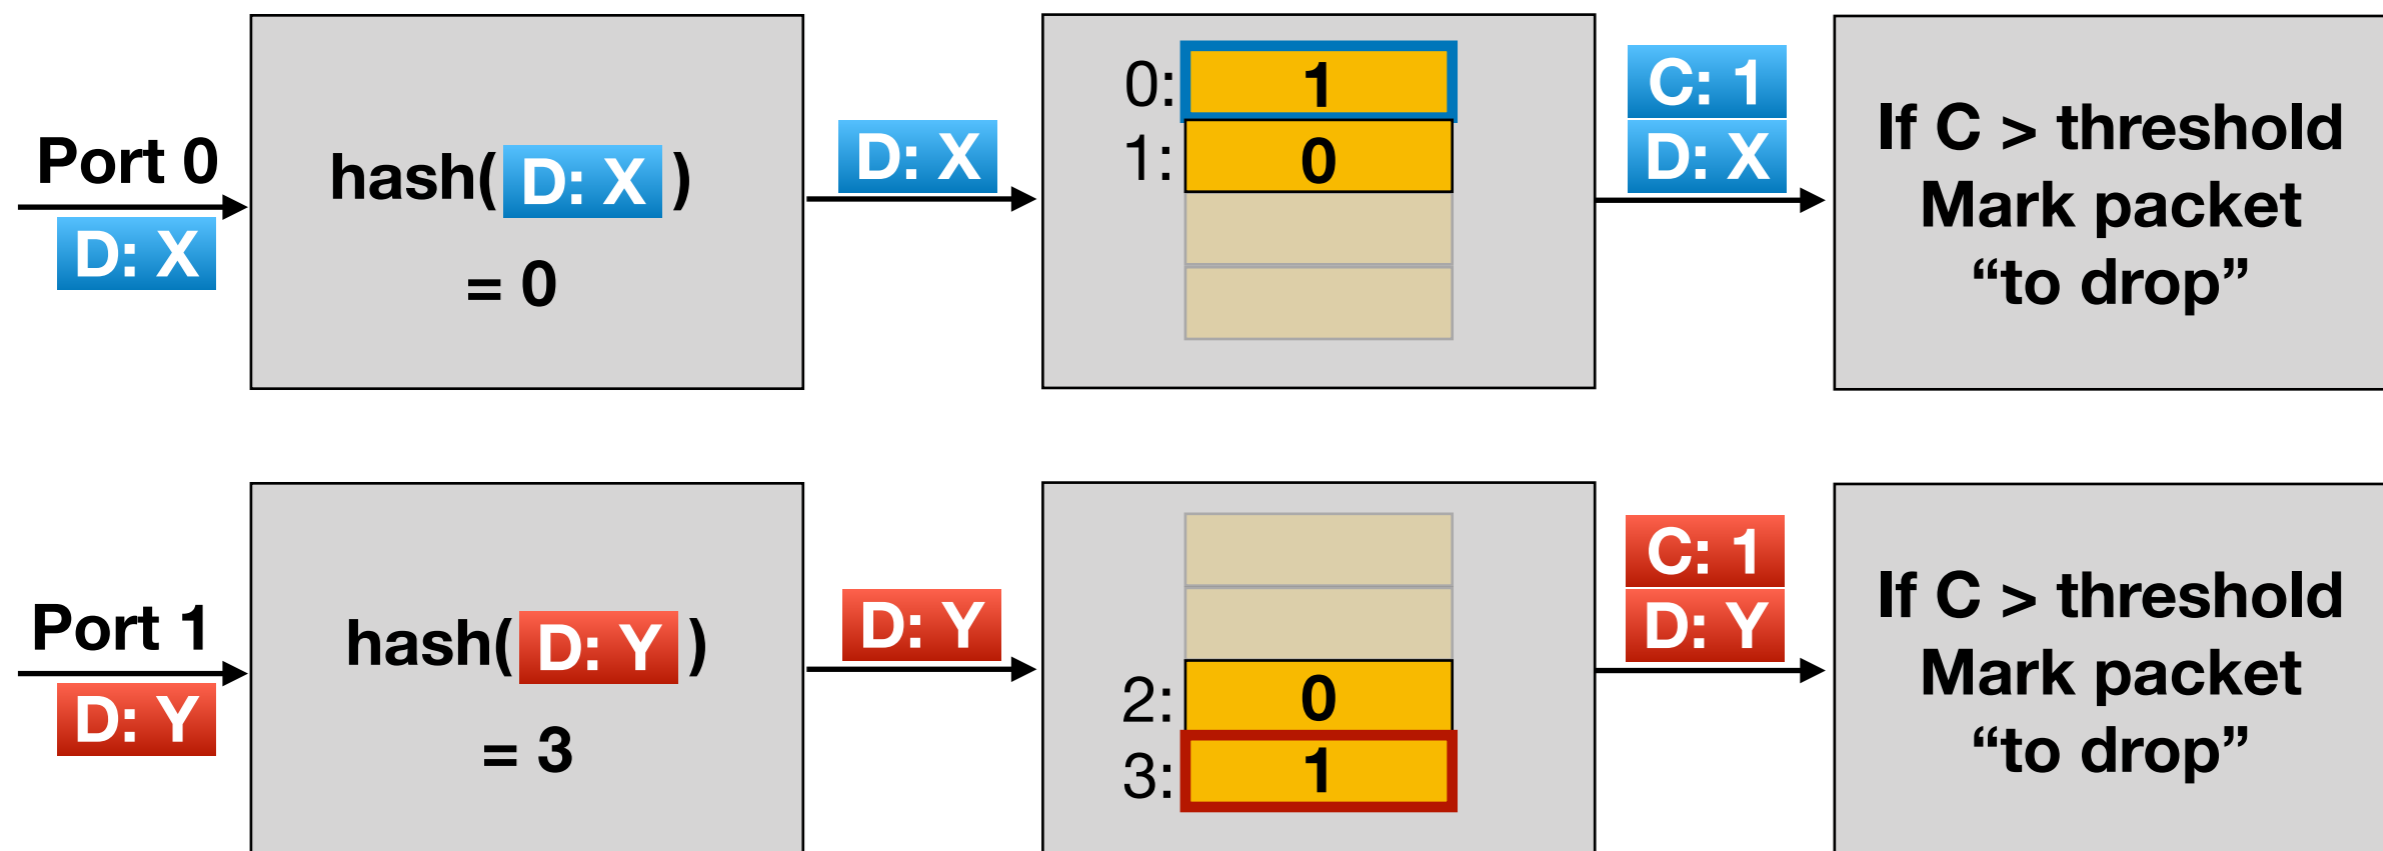 Port 0
D: X
hash( D: X )
= 0
D: X
0: 1
1: 0
C: 1
D: X
If C > threshold
Mark packet
“to drop”
Port 1
D: Y
hash( D: Y )
= 3
D: Y
2: 0
3: 1
C: 1
D: Y
If C > threshold
Mark packet
“to drop”